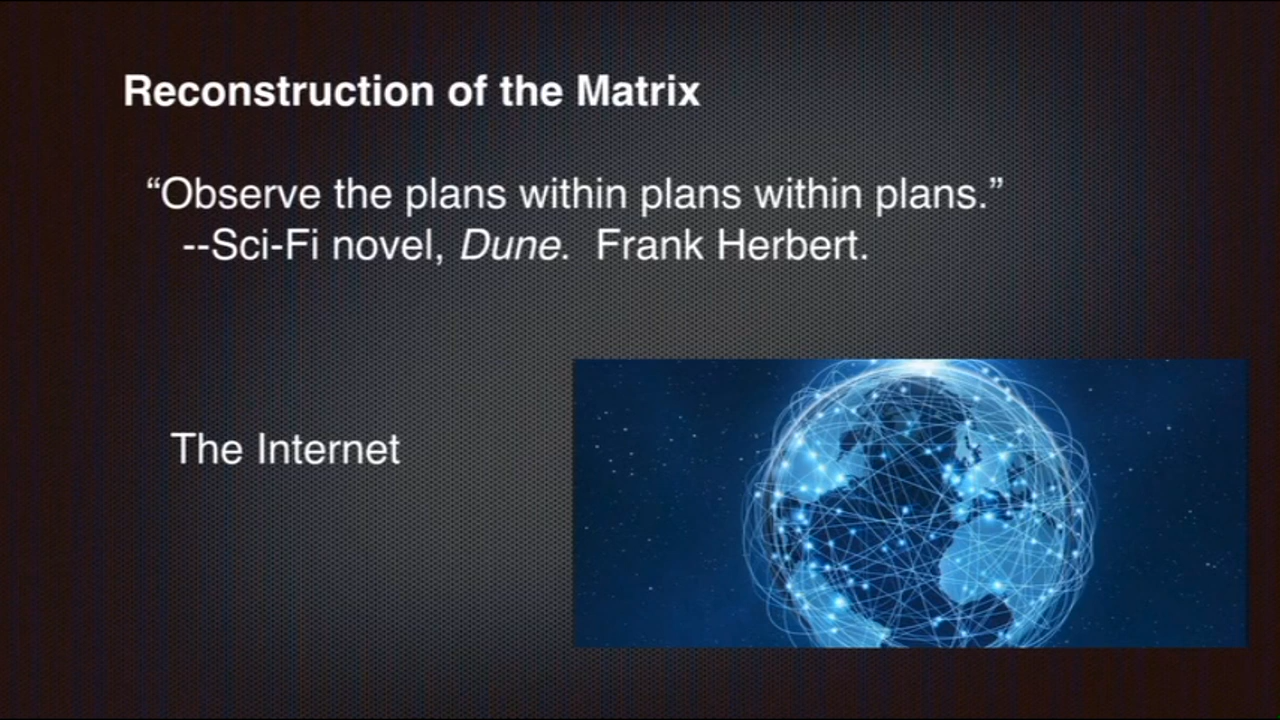 Reconstruction of the Matrix
“Observe the plans within plans within plans.”
--Sci-Fi novel, Dune.  Frank Herbert.
The Internet